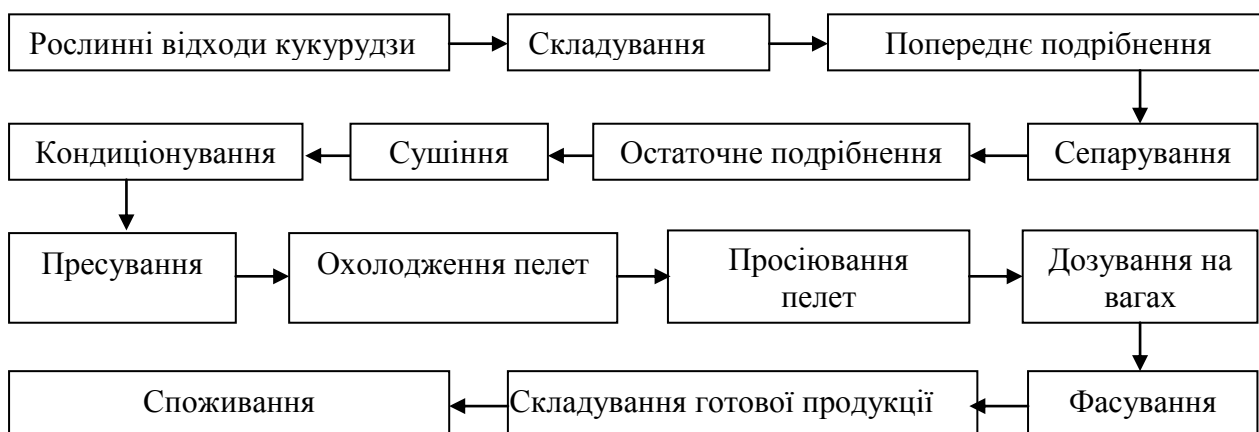 Рослинні відходи кукурудзи
Складування
Попереднє подрібнення
Сепарування
Остаточне подрібнення
Сушіння
Кондиціонування
Пресування
Охолодження пелет
Просіювання
пелет
Дозування на
вагах
Фасування
Складування готової продукції
Споживання